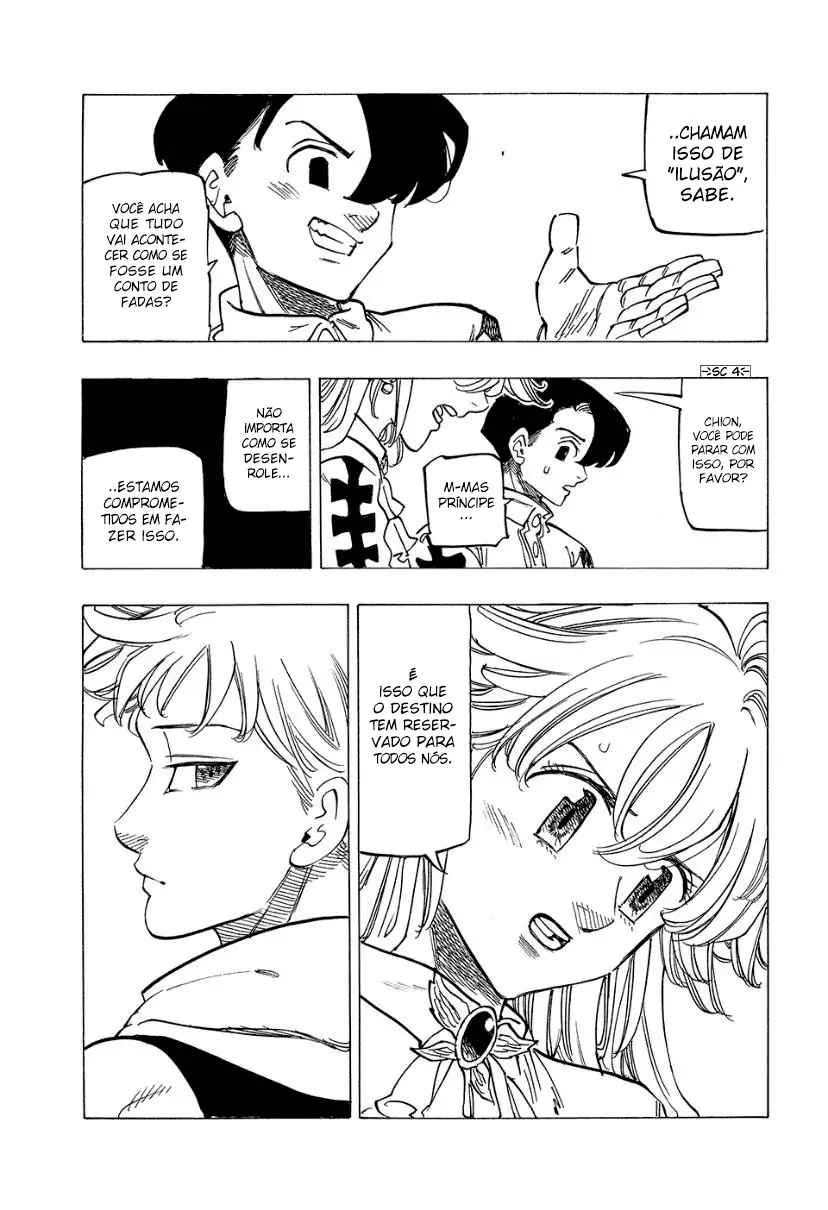 ..CHAMAM
ISSO DE
"ILUSÃO",
SABE.
VOCÊ ACHA
QUE TUDO
VAI ACONTE-
CER COMO SE
FOSSE UM
CONTO DE
FADAS?
SC 4
CHION,
VOCÊ PODE
PARAR COM
ISSO, POR
FAVOR?
M-MAS
PRÍNCIPE
...
NÃO
IMPORTA
COMO SE
DESEN-
ROLE...
..ESTAMOS
COMPROME-
TIDOS EM FA-
ZER ISSO.
É
ISSO QUE
O DESTINO
TEM RESER-
VADO PARA
TODOS NÓS.